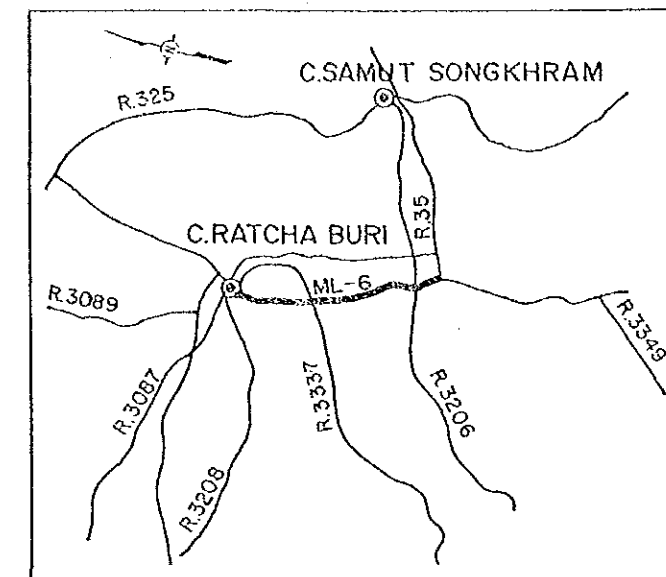 N
C.SAMUT SONGKHRAM
R.325
R.35
C.RATCHA BURI
ML-6
R.3089
R.3349
R.3087
R.3337
R.3206
R.3208